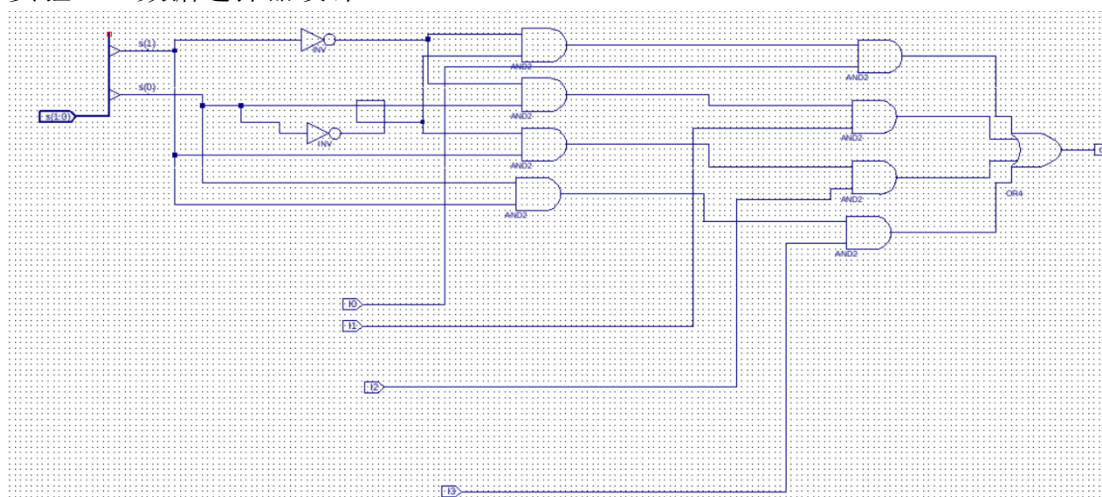 s(1)
INV
AND2
AND2
s(0)
AND2
AND2
s(1:0)
INV
AND2
AND2
OR4
AND2
AND2
I0
I1
I2
I3